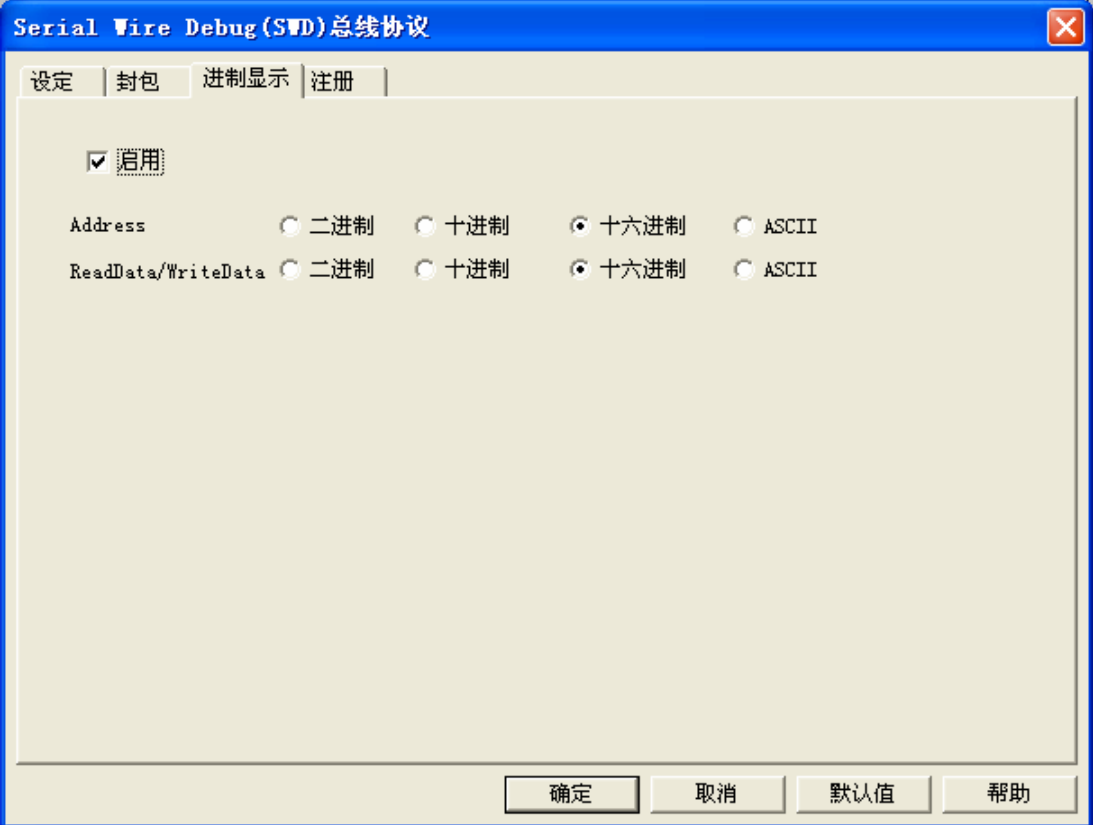 Serial Wire Debug(SWD)总线协议
设定 封包 进制显示 注册
启用
Address 二进制 十进制 十六进制 ASCII
ReadData/WriteData 二进制 十进制 十六进制 ASCII
确定 取消 默认值 帮助